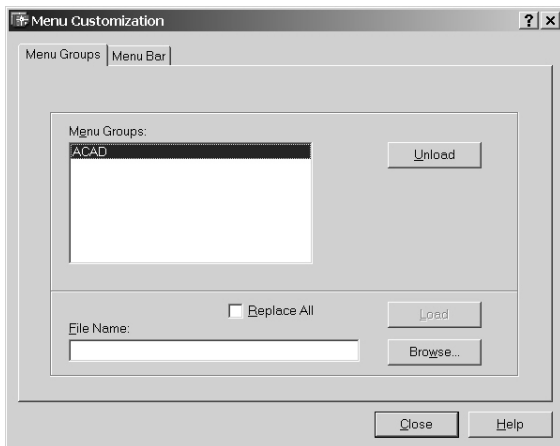 Menu Customization
Menu Groups
Menu Bar
Menu Groups:
ACAD
Unload
Replace All
Load
File Name:
Browse...
Close
Help